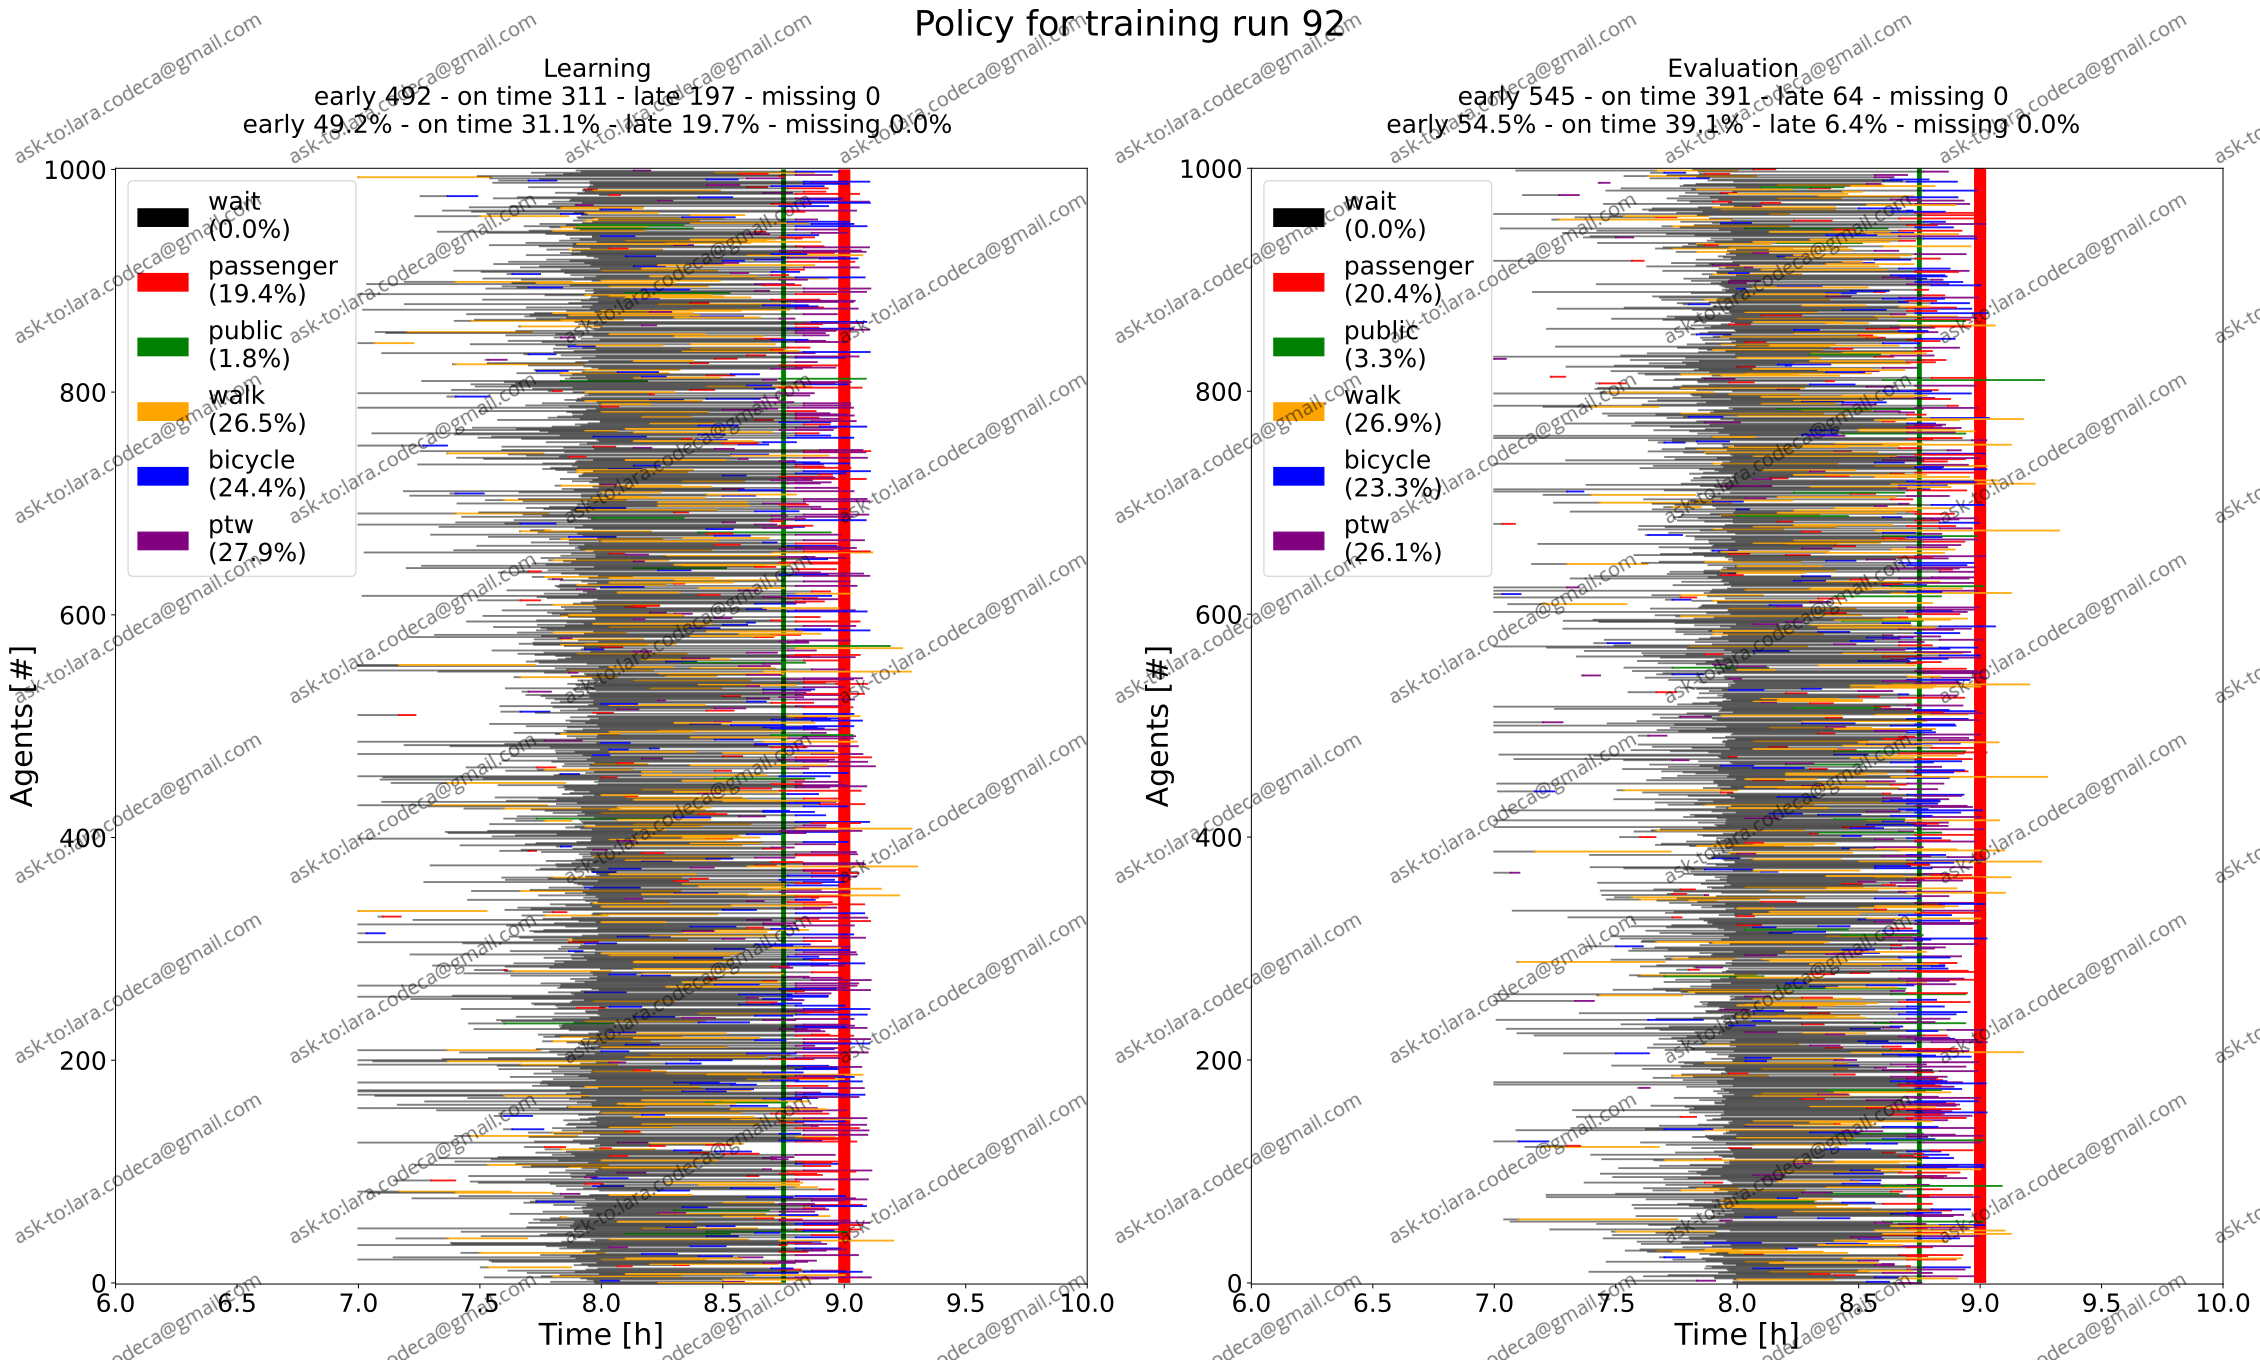 Policy for training run 92
Learning
early 492 - on time 311 - late 197 - missing 0
early 49.2% - on time 31.1% - late 19.7% - missing 0.0%
1000
800
600
400
200
0
Agents [#]
wait
(0.0%)
passenger
(19.4%)
public
(1.8%)
walk
(26.5%)
bicycle
(24.4%)
ptw
(27.9%)
6.0 6.5 7.0 7.5 8.0 8.5 9.0 9.5 10.0
Time [h]
Evaluation
early 545 - on time 391 - late 64 - missing 0
early 54.5% - on time 39.1% - late 6.4% - missing 0.0%
1000
800
600
400
200
0
Agents [#]
wait
(0.0%)
passenger
(20.4%)
public
(3.3%)
walk
(26.9%)
bicycle
(23.3%)
ptw
(26.1%)
6.0 6.5 7.0 7.5 8.0 8.5 9.0 9.5 10.0
Time [h]
ask-to:lara.codeca@gmail.com